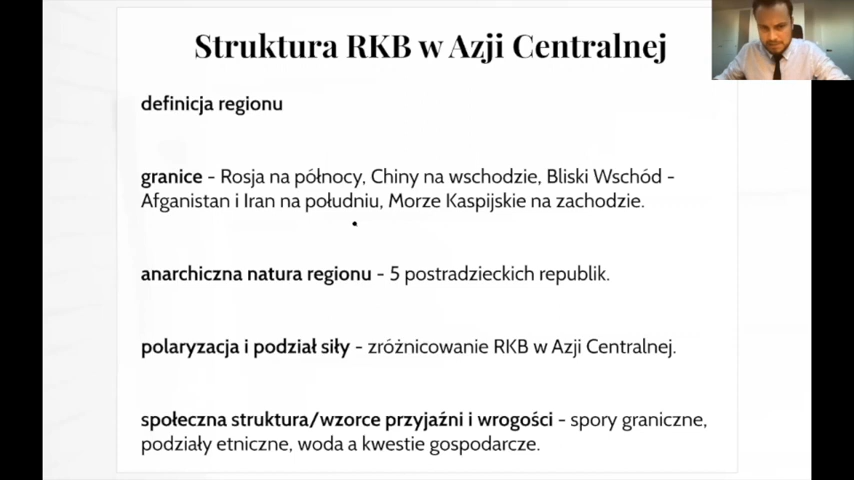 Struktura RKB w Azji Centralnej
definicja regionu
granice - Rosja na północy, Chiny na wschodzie, Bliski Wschód -
Afganistan i Iran na południu, Morze Kaspijskie na zachodzie.
anarchiczna natura regionu - 5 postradzieckich republik.
polaryzacja i podział siły - zróżnicowanie RKB w Azji Centralnej.
społeczna struktura/wzorce przyjaźni i wrogości - spory graniczne,
podziały etniczne, woda a kwestie gospodarcze.